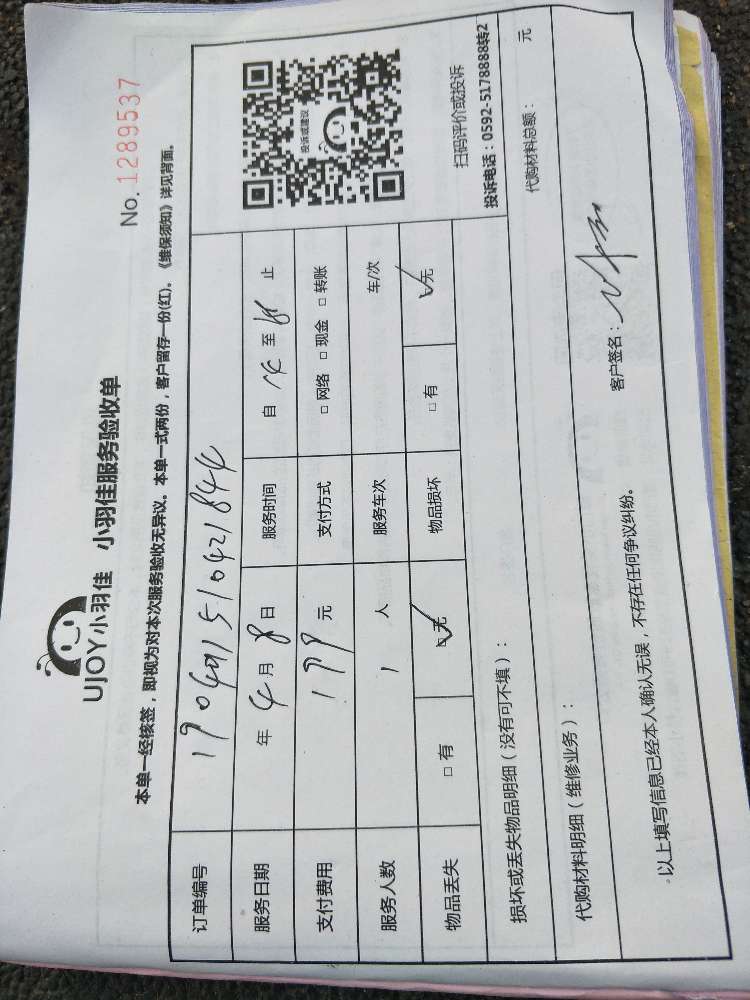 UJOY小羽佳 小羽佳服务验收单
No. 1289537
本单一经核签，即视为对本次服务验收无异议。本单一式两份，客户留存一份(红)。《维保须知》详见背面。
订单编号
服务日期 年 4 月 8 日 服务时间 自 14 至 18 止
支付费用 元 支付方式 □ 网络 □ 现金 □ 转账
服务人数 1 人 服务车次 车/次
物品丢失 □ 有 □ 无 物品损坏 □ 有 □ 无
投诉或建议
扫码评价或投诉
投诉电话：0592-5178888转2
损坏或丢失物品明细（没有可不填）：
代购材料明细（维修业务）： 代购材料总额： 元
以上填写信息已经本人确认无误，不存在任何争议纠纷。 客户签名：